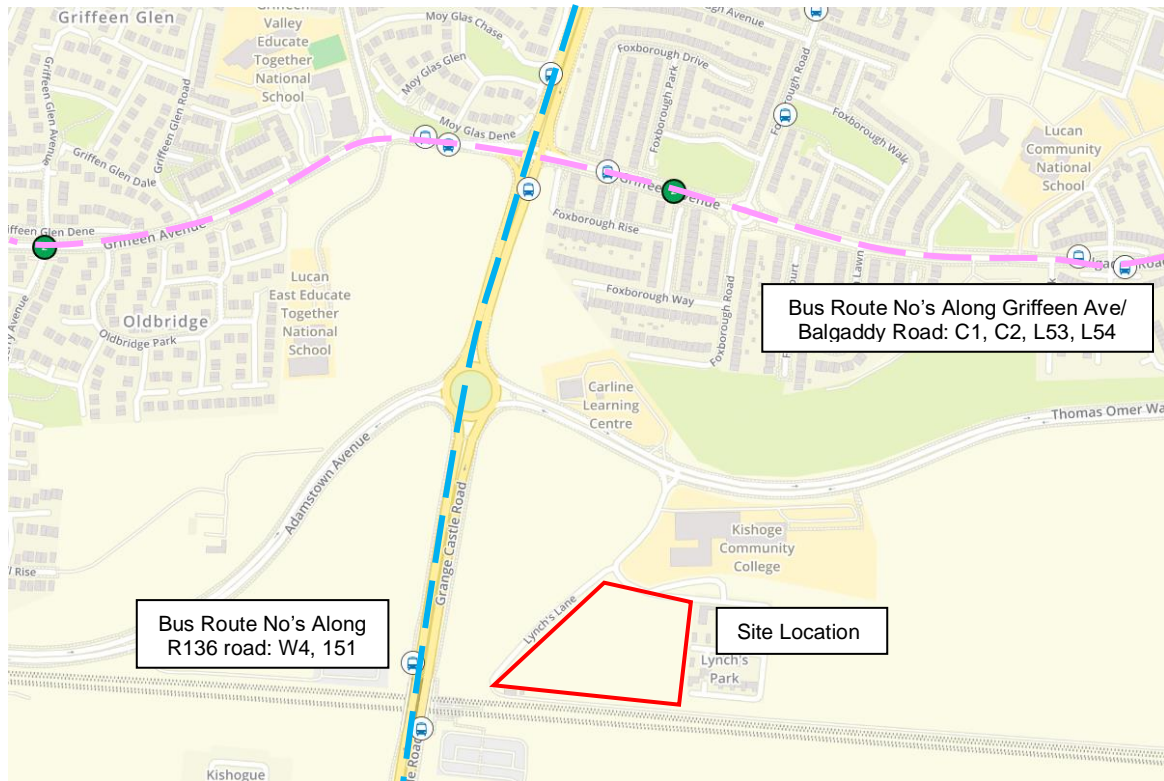 Griffeen Glen
Valley
Educate
Together
National
School
Moy Glas Chase
Moy Glas Glen
Moy Glas Dene
Foxborough Drive
Foxborough Park
Foxborough Road
Foxborough Walk
Lucan
Community
National
School
Griffeen Glen Avenue
Griffeen Glen Road
Griffen Glen Dale
Griffeen Avenue
Griffeen Avenue
Foxborough Rise
Foxborough Way
Foxborough Road
Lucan
East Educate
Together
National
School
Oldbridge
Oldbridge Park
Bus Route No's Along Griffeen Ave/
Balgaddy Road: C1, C2, L53, L54
Carline
Learning
Centre
Thomas Omer Wa
Adamstown Avenue
Grange Castle Road
Kishoge
Community
College
Rise
Bus Route No's Along
R136 road: W4, 151
Lynch's Lane
Site Location
Lynch's
Park
Kishogue